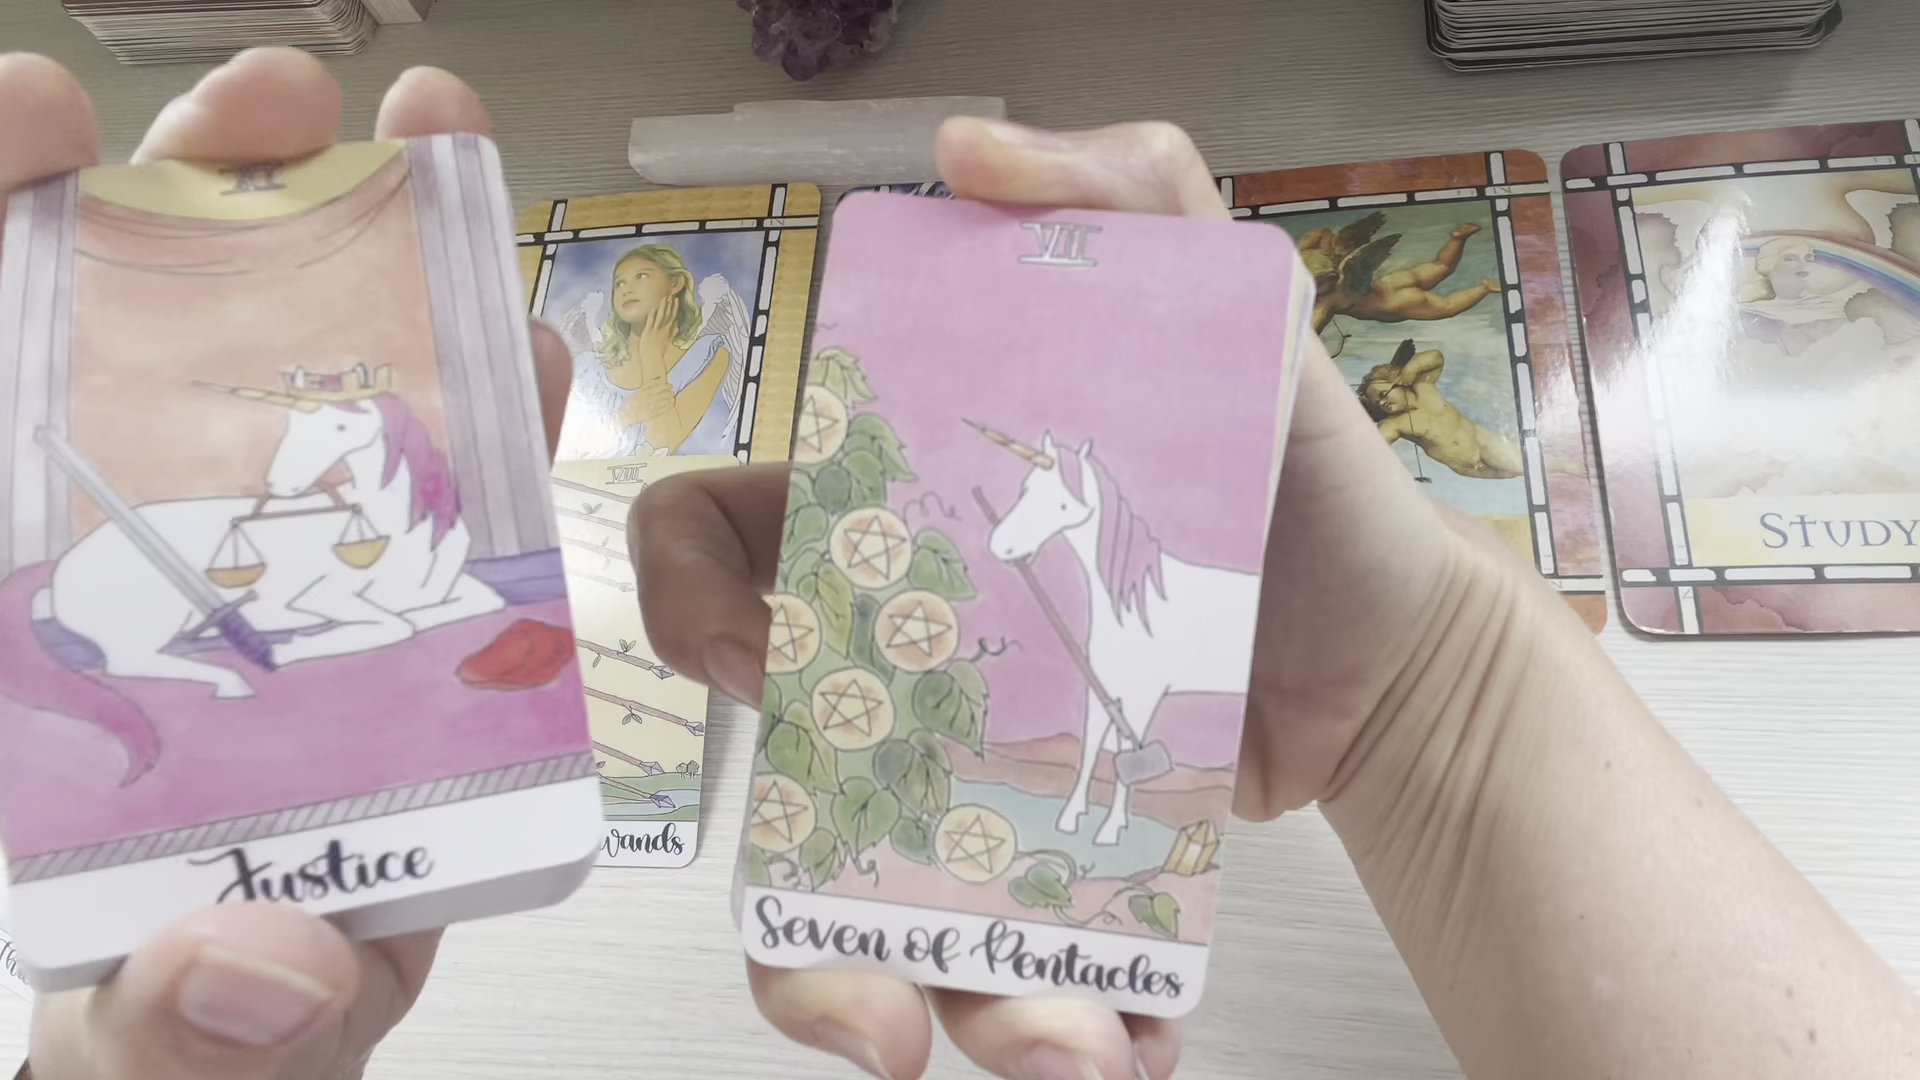 XI
Justice
VII
Seven of Pentacles
VIII
wands
STUDY